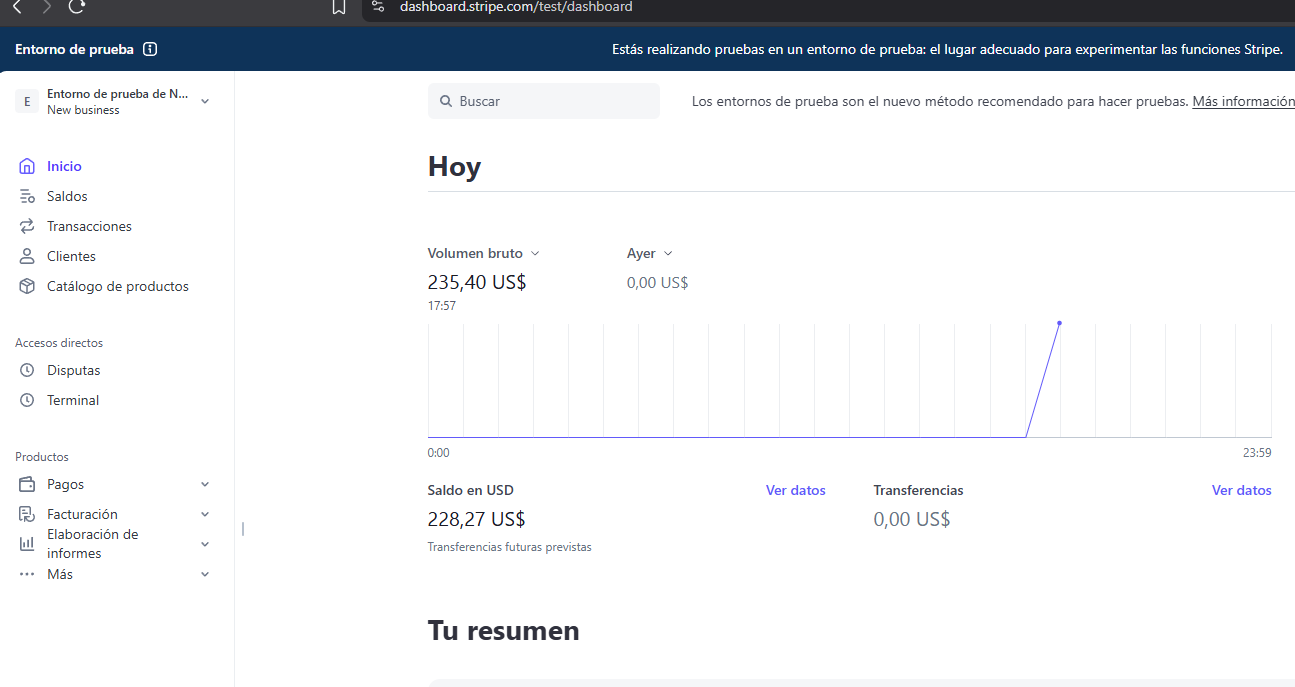 dashboard.stripe.com/test/dashboard
Entorno de prueba
Estás realizando pruebas en un entorno de prueba: el lugar adecuado para experimentar las funciones Stripe.
E
Entorno de prueba de N...
New business
Buscar
Los entornos de prueba son el nuevo método recomendado para hacer pruebas. Más información
Inicio
Saldos
Transacciones
Clientes
Catálogo de productos
Accesos directos
Disputas
Terminal
Productos
Pagos
Facturación
Elaboración de
informes
Más
Hoy
Volumen bruto
235,40 US$
17:57
Ayer
0,00 US$
0:00
23:59
Saldo en USD
Ver datos
228,27 US$
Transferencias futuras previstas
Transferencias
Ver datos
0,00 US$
Tu resumen